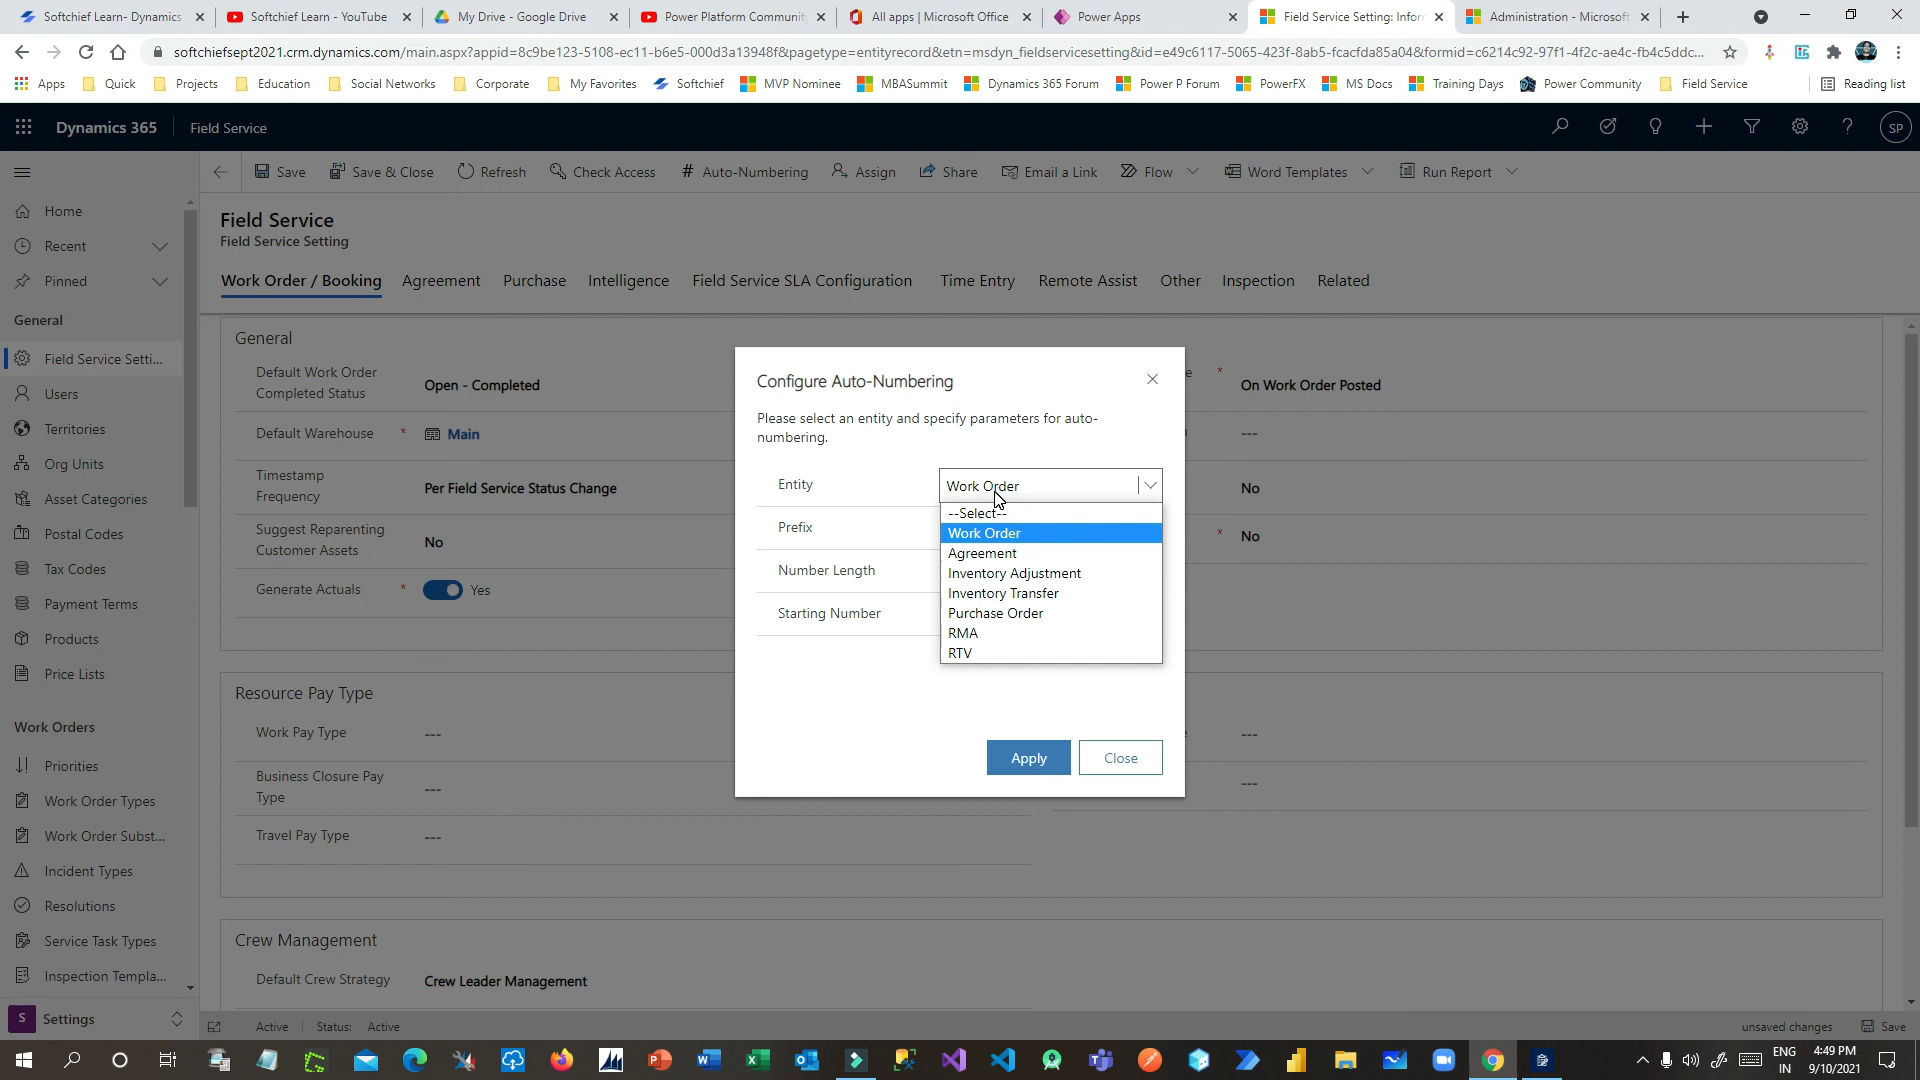 Softchief Learn- Dynamics
Softchief Learn - YouTube
My Drive - Google Drive
Power Platform Communit
All apps | Microsoft Office
Power Apps
Field Service Setting: Infor
Administration - Microsoft
softchiefsept2021.crm.dynamics.com/main.aspx?appid=8c9be123-5108-ec11-b6e5-000d3a13948f&pagetype=entityrecord&etn=msdyn_fieldservicesetting&id=e49c6117-5065-423f-8ab5-fcacfda85a04&formid=c6214c92-97f1-4f2c-ae4c-fb4c5ddc...
Apps Quick Projects Education Social Networks Corporate My Favorites Softchief MVP Nominee MBASummit Dynamics 365 Forum Power P Forum PowerFX MS Docs Training Days Power Community Field Service Reading list
Dynamics 365 Field Service SP
Save Save & Close Refresh Check Access # Auto-Numbering Assign Share Email a Link Flow Word Templates Run Report
Home
Recent
Pinned
General
Field Service Setti...
Users
Territories
Org Units
Asset Categories
Postal Codes
Tax Codes
Payment Terms
Products
Price Lists
Work Orders
Priorities
Work Order Types
Work Order Subst...
Incident Types
Resolutions
Service Task Types
Inspection Templa...
S Settings
Field Service
Field Service Setting
Work Order / Booking Agreement Purchase Intelligence Field Service SLA Configuration Time Entry Remote Assist Other Inspection Related
General
Default Work Order
Completed Status
Open - Completed
e * On Work Order Posted
Default Warehouse * Main
---
Timestamp
Frequency
Per Field Service Status Change
No
Suggest Reparenting
Customer Assets
No
* No
Generate Actuals * Yes
Configure Auto-Numbering
Please select an entity and specify parameters for auto-
numbering.
Entity
Work Order
--Select--
Work Order
Agreement
Inventory Adjustment
Inventory Transfer
Purchase Order
RMA
RTV
Prefix
Number Length
Starting Number
Apply
Close
Resource Pay Type
Work Pay Type ---
e ---
Business Closure Pay
Type
---
---
Travel Pay Type ---
Crew Management
Default Crew Strategy Crew Leader Management
Active Status: Active
unsaved changes Save
ENG
IN
4:49 PM
9/10/2021